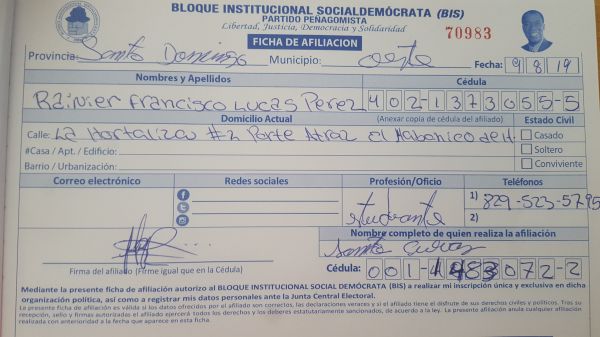 BLOQUE INSTITUCIONAL SOCIALDEMÓCRATA (BIS)
PARTIDO PEÑAGOMISTA
Libertad, Justicia, Democracia y Solidaridad
70983
FICHA DE AFILIACION
Provincia: Santo Domingo Municipio: oeste Fecha: 9/8/19
Nombres y Apellidos Cédula
Rainier Francisco Lucas Perez 402-1373055-5
Domicilio Actual (Anexar copia de cédula del afiliado) Estado Civil
Calle: La Hortaliza #2 Parte Atraz el Abanico de H. Casado
#Casa / Apt. / Edificio: Soltero
Barrio / Urbanización: Conviviente
Correo electrónico Redes sociales Profesión/Oficio Teléfonos
estudiante 1) 829-523-5795
2)
Nombre completo de quien realiza la afiliación
Santo
Firma del afiliado (Firme igual que en la Cédula) Cédula: 001-1483072-2
Mediante la presente ficha de afiliación autorizo al BLOQUE INSTITUCIONAL SOCIAL DEMÓCRATA (BIS) a realizar mi inscripción única y exclusiva en dicha
organización política, así como a registrar mis datos personales ante la Junta Central Electoral.
La presente ficha de afiliación es válida si los datos ofrecidos por el afiliado son correctos, las declaraciones veraces y si el afiliado tiene el disfrute de sus derechos civiles y políticos. Tras su
recepción, sello y firmas autorizadas el afiliado ejercerá todos los derechos y los deberes estatutariamente sancionados, de acuerdo a la ley. La presente afiliación anula cualquier afiliación
realizada con anterioridad a la fecha que aparece en esta ficha.